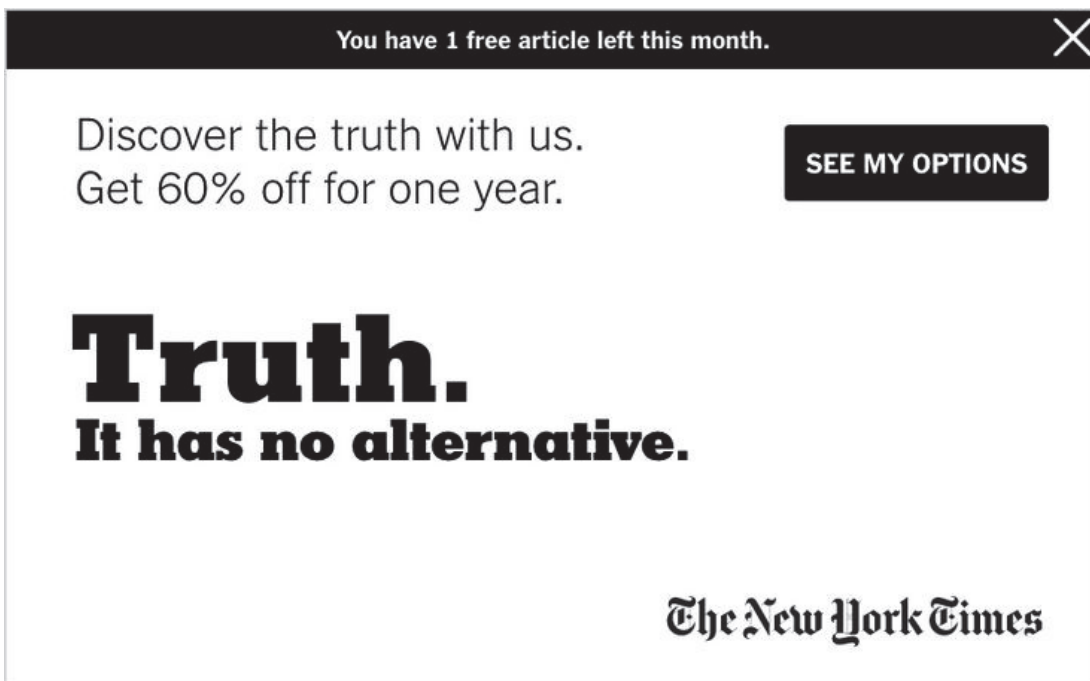 You have 1 free article left this month.
Discover the truth with us.
Get 60% off for one year.
SEE MY OPTIONS
Truth.
It has no alternative.
The New York Times